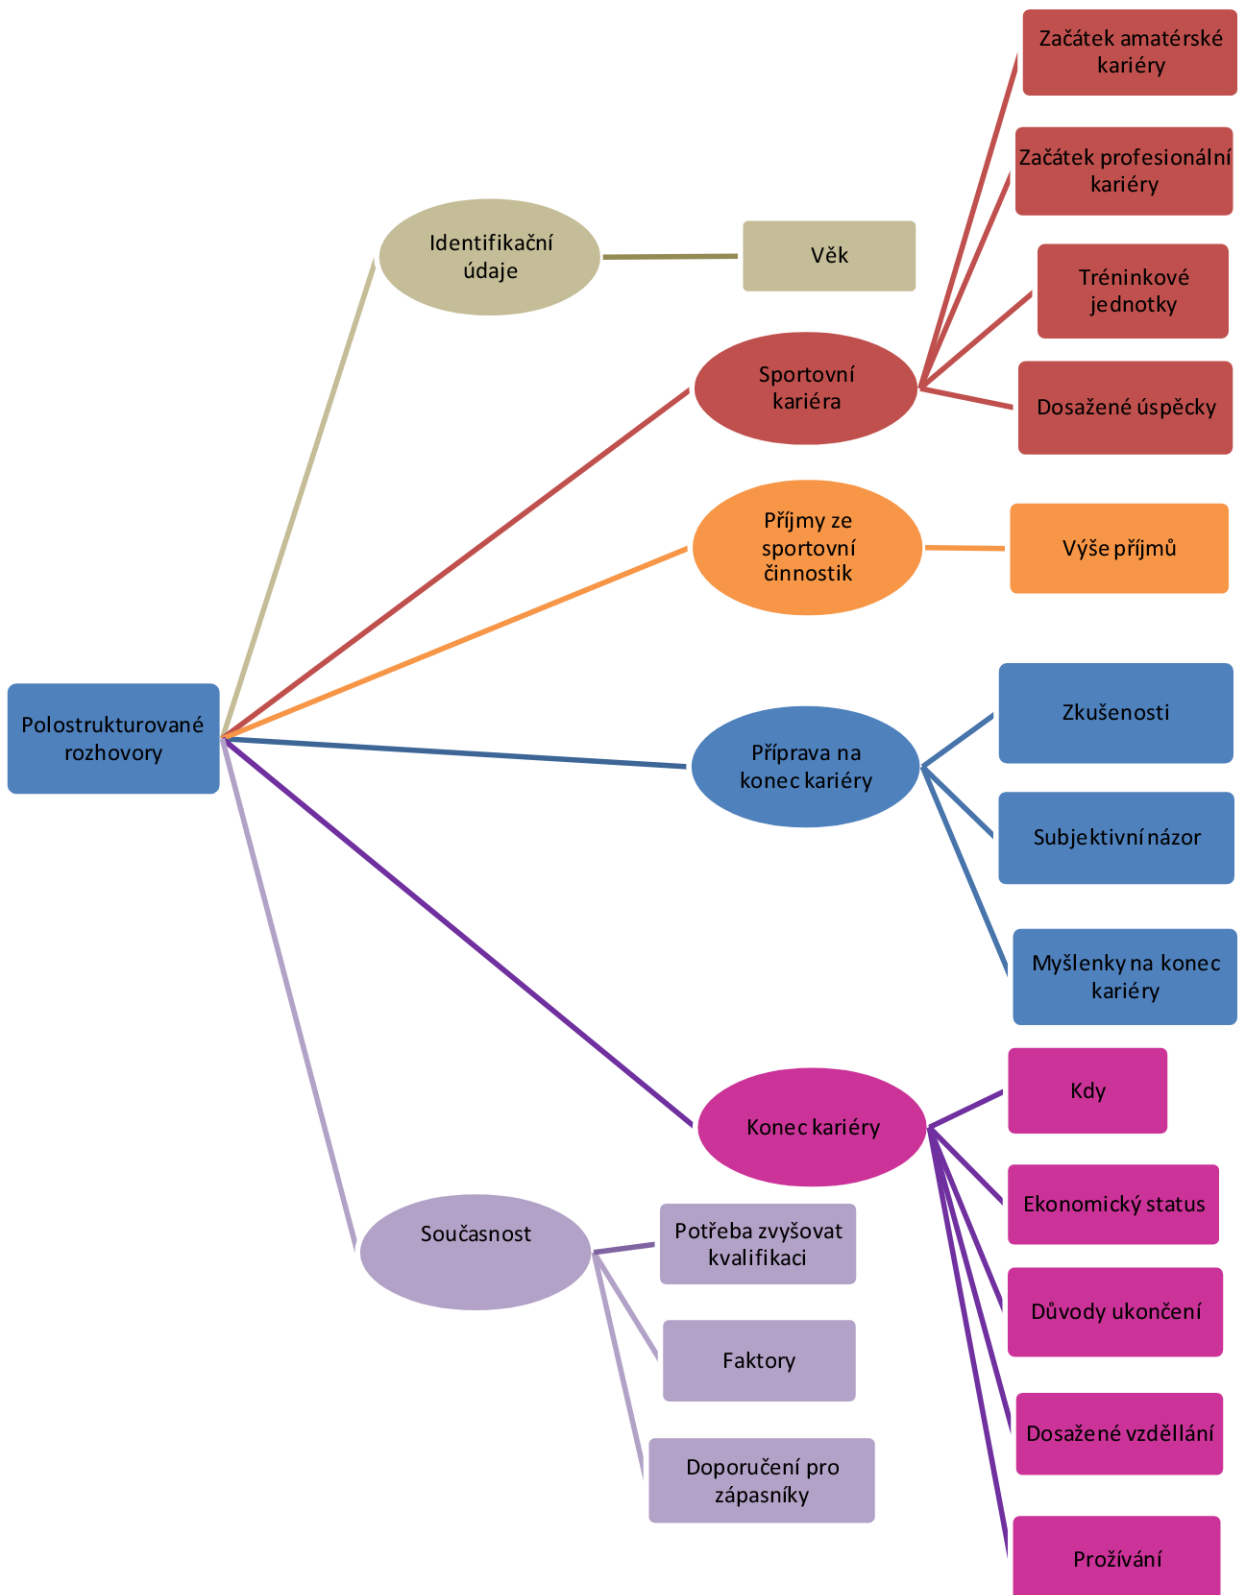 Polostrukturované
rozhovory
Identifikační
údaje
Věk
Sportovní
kariéra
Začátek amatérské
kariéry
Začátek profesionální
kariéry
Tréninkové
jednotky
Dosažené úspěcky
Příjmy ze
sportovní
činnostik
Výše příjmů
Příprava na
konec kariéry
Zkušenosti
Subjektivní názor
Myšlenky na konec
kariéry
Konec kariéry
Kdy
Ekonomický status
Důvody ukončení
Dosažené vzděllání
Prožívání
Současnost
Potřeba zvyšovat
kvalifikaci
Faktory
Doporučení pro
zápasníky